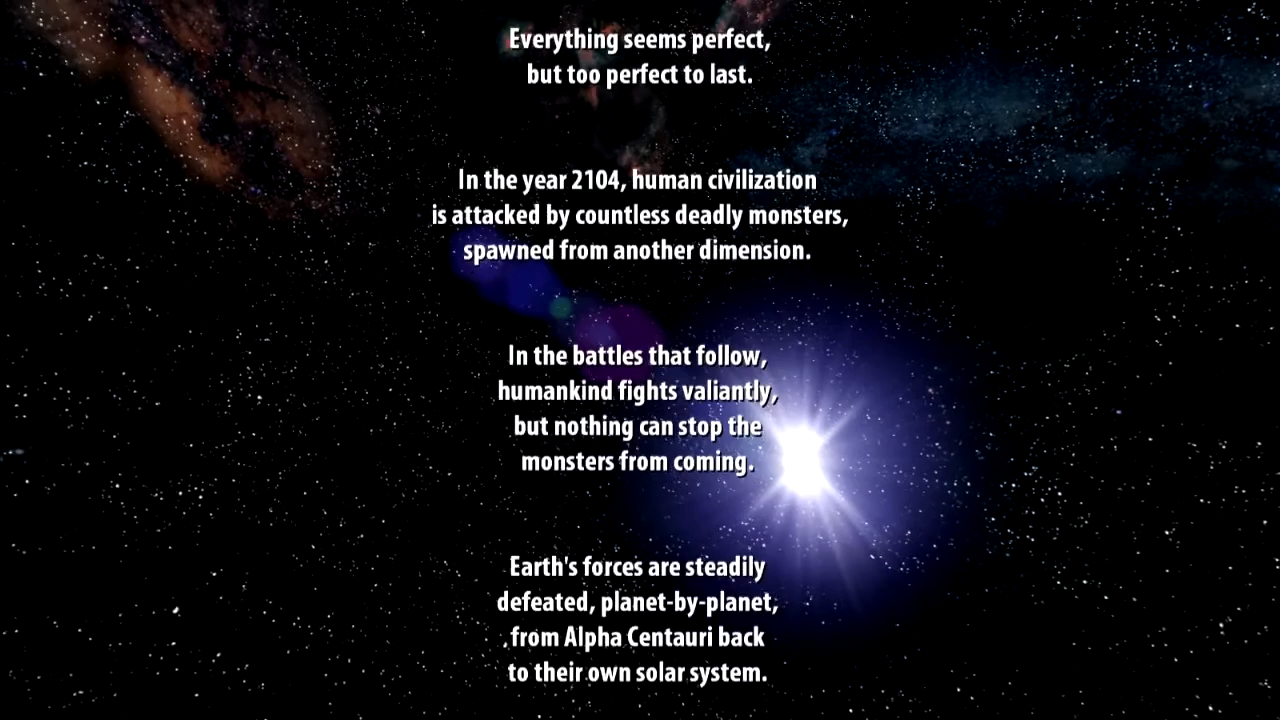 Everything seems perfect,
but too perfect to last.
In the year 2104, human civilization
is attacked by countless deadly monsters,
spawned from another dimension.
In the battles that follow,
humankind fights valiantly,
but nothing can stop the
monsters from coming.
Earth's forces are steadily
defeated, planet-by-planet,
from Alpha Centauri back
to their own solar system.